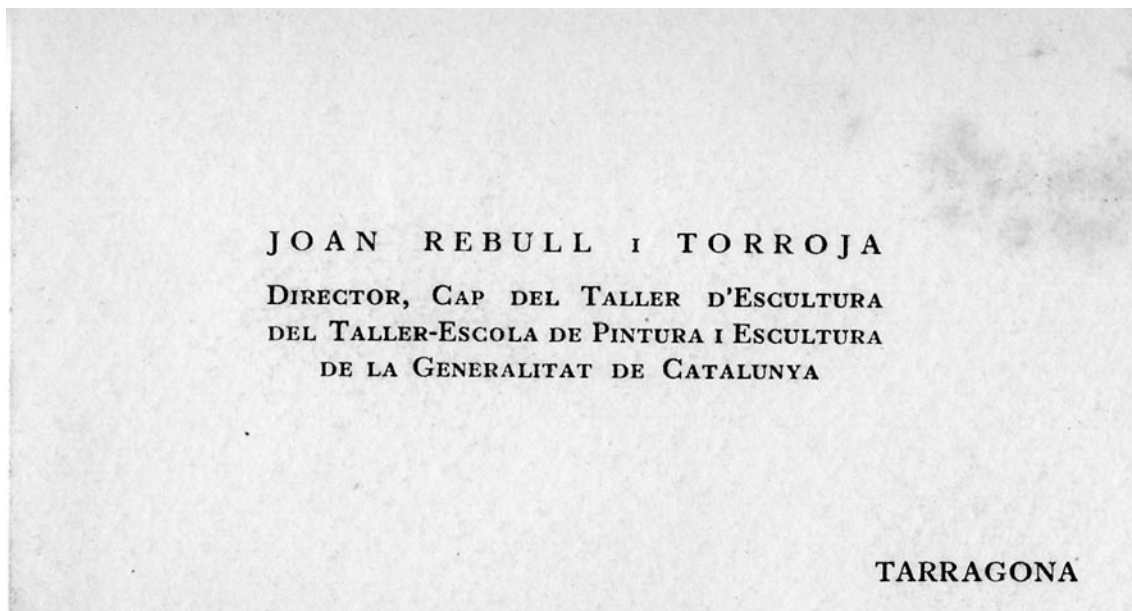 JOAN REBULL I TORROJA
DIRECTOR, CAP DEL TALLER D'ESCULTURA
DEL TALLER-ESCOLA DE PINTURA I ESCULTURA
DE LA GENERALITAT DE CATALUNYA
TARRAGONA